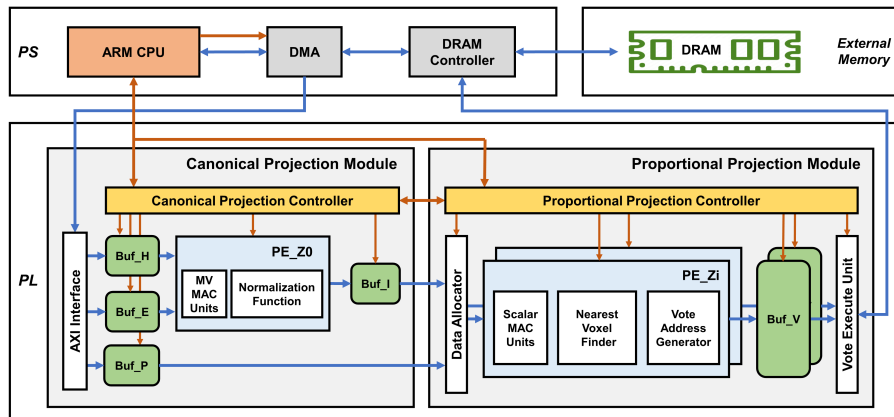 PS
ARM CPU
DMA
DRAM
Controller
DRAM
External
Memory
PL
Canonical Projection Module
Canonical Projection Controller
AXI Interface
Buf_H
Buf_E
Buf_P
PE_Z0
MV
MAC
Units
Normalization
Function
Buf_I
Proportional Projection Module
Proportional Projection Controller
Data Allocator
PE_Zi
Scalar
MAC
Units
Nearest
Voxel
Finder
Vote
Address
Generator
Buf_V
Vote Execute Unit